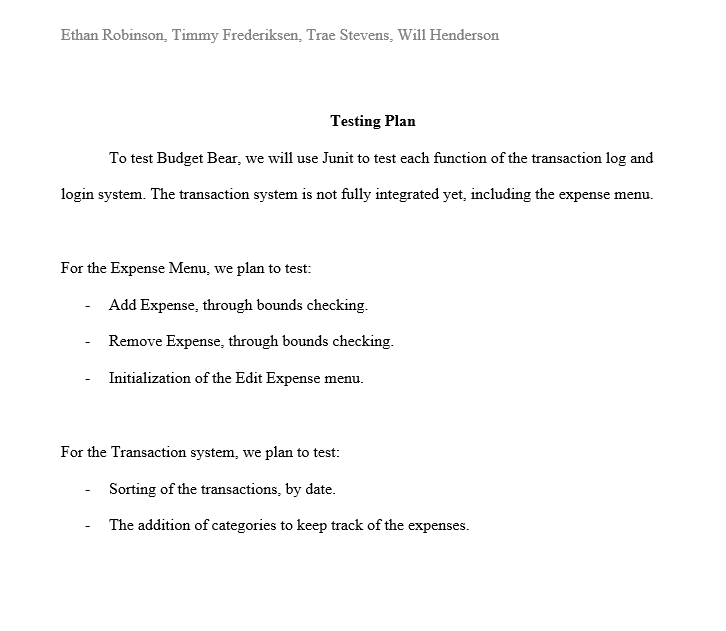 Ethan Robinson, Timmy Frederiksen, Trae Stevens, Will Henderson
Testing Plan
To test Budget Bear, we will use Junit to test each function of the transaction log and
login system. The transaction system is not fully integrated yet, including the expense menu.
For the Expense Menu, we plan to test:
- Add Expense, through bounds checking.
- Remove Expense, through bounds checking.
- Initialization of the Edit Expense menu.
For the Transaction system, we plan to test:
- Sorting of the transactions, by date.
- The addition of categories to keep track of the expenses.